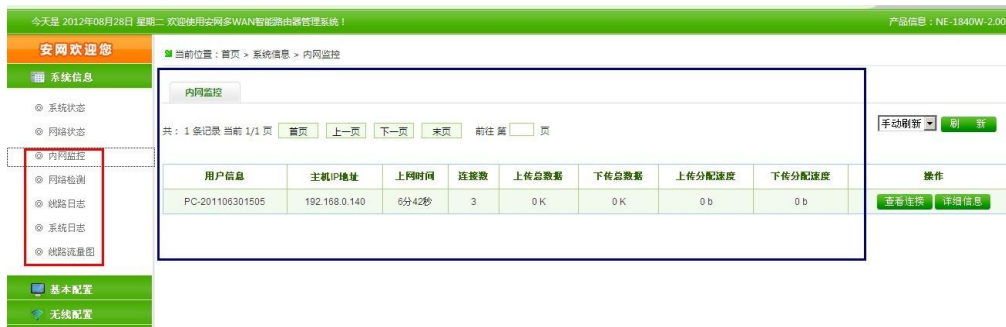 今天是 2012年08月28日 星期二 欢迎使用安网多WAN智能路由器管理系统！ 产品信息：NE-1840W-2.00
安网欢迎您
当前位置：首页 > 系统信息 > 内网监控
系统信息
系统状态
网络状态
内网监控
网络检测
线路日志
系统日志
线路流量图
基本配置
无线配置
内网监控
共： 1 条记录 当前 1/1 页 首页 上一页 下一页 末页 前往 第 页 手动刷新 刷 新
用户信息 主机IP地址 上网时间 连接数 上传总数据 下传总数据 上传分配速度 下传分配速度 操作
PC-201106301505 192.168.0.140 6分42秒 3 0 K 0 K 0 b 0 b 查看连接 详细信息